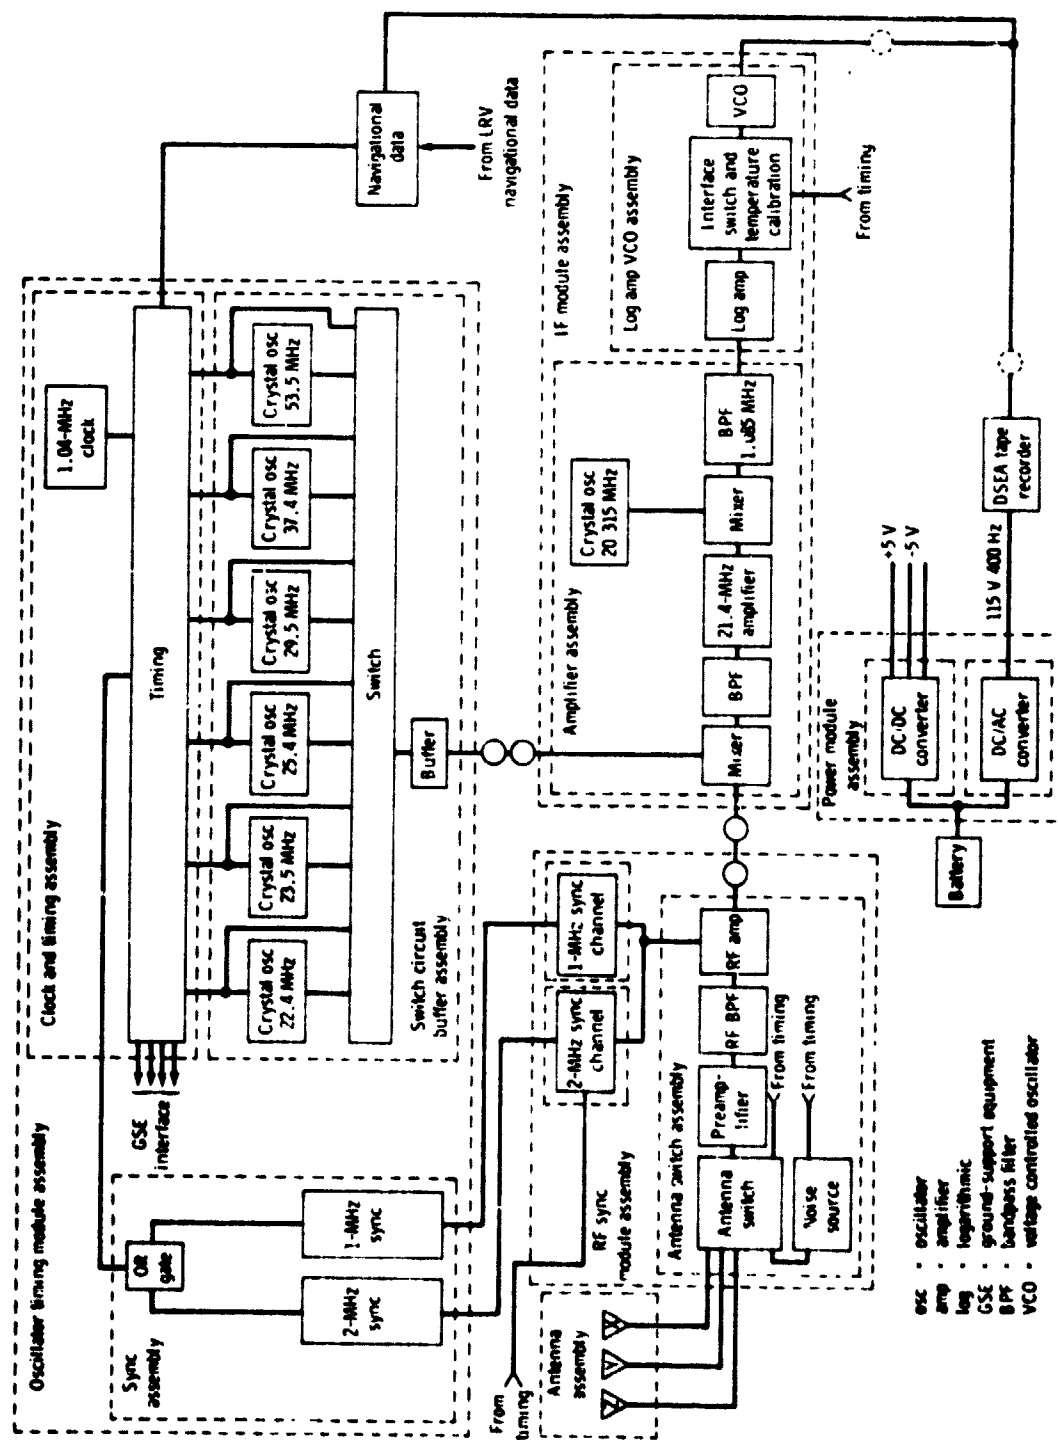 Oscillator timing module assembly
Clock and timing assembly
1.04-MHz
clock
Timing
GSE
interface
Crystal osc
22.4 MHz
Crystal osc
23.5 MHz
Crystal osc
25.4 MHz
Crystal osc
29.5 MHz
Crystal osc
37.4 MHz
Crystal osc
53.5 MHz
Switch
Switch circuit
buffer assembly
Buffer
Sync
assembly
OR
gate
2-MHz
sync
1-MHz
sync
Navigational
data
From LRV
navigational data
From
timing
RF sync
module assembly
2-MHz sync
channel
1-MHz sync
channel
Antenna
assembly
Antenna switch assembly
Antenna
switch
Preamp-
lifier
RF BPF
RF amp
Noise
source
From timing
From timing
IF module assembly
Amplifier assembly
Crystal osc
20 315 MHz
Mixer
BPF
21.4-MHz
amplifier
Mixer
BPF
1.085 MHz
Log amp VCO assembly
Log amp
Interface
switch and
temperature
calibration
VCO
From timing
Power module
assembly
Battery
DC/DC
converter
DC/AC
converter
+5 V
-5 V
115 V 400 Hz
DSEA tape
recorder
osc - oscillator
amp - amplifier
log - logarithmic
GSE - ground-support equipment
BPF - bandpass filter
VCO - voltage controlled oscillator